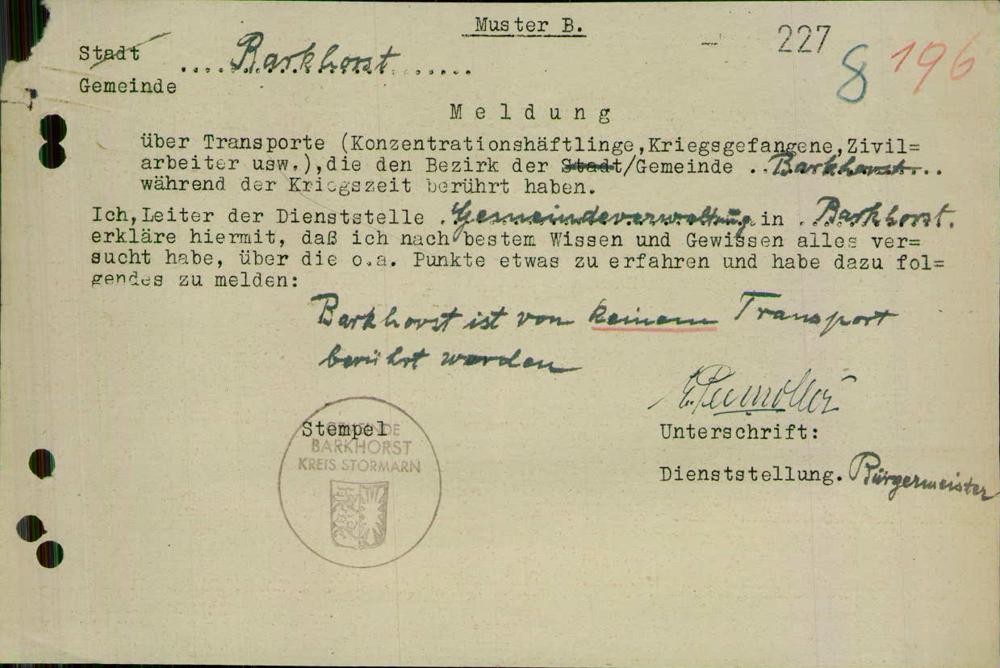 Muster B.
227
8 196
Stadt
....Barkhorst......
Gemeinde
Meldung
über Transporte (Konzentrationshäftlinge,Kriegsgefangene,Zivil=
arbeiter usw.),die den Bezirk der Stadt/Gemeinde ..Barkhorst...
während der Kriegszeit berührt haben.
Ich,Leiter der Dienststelle .Gemeindeverwaltung in .Barkhorst.
erkläre hiermit, daß ich nach bestem Wissen und Gewissen alles ver=
sucht habe, über die o.a. Punkte etwas zu erfahren und habe dazu fol=
gendes zu melden:
Barkhorst ist von keinem Transport
berührt worden
Stempel
GEMEINDE
BARKHORST
KREIS STORMARN
Unterschrift:
Dienststellung. Bürgermeister